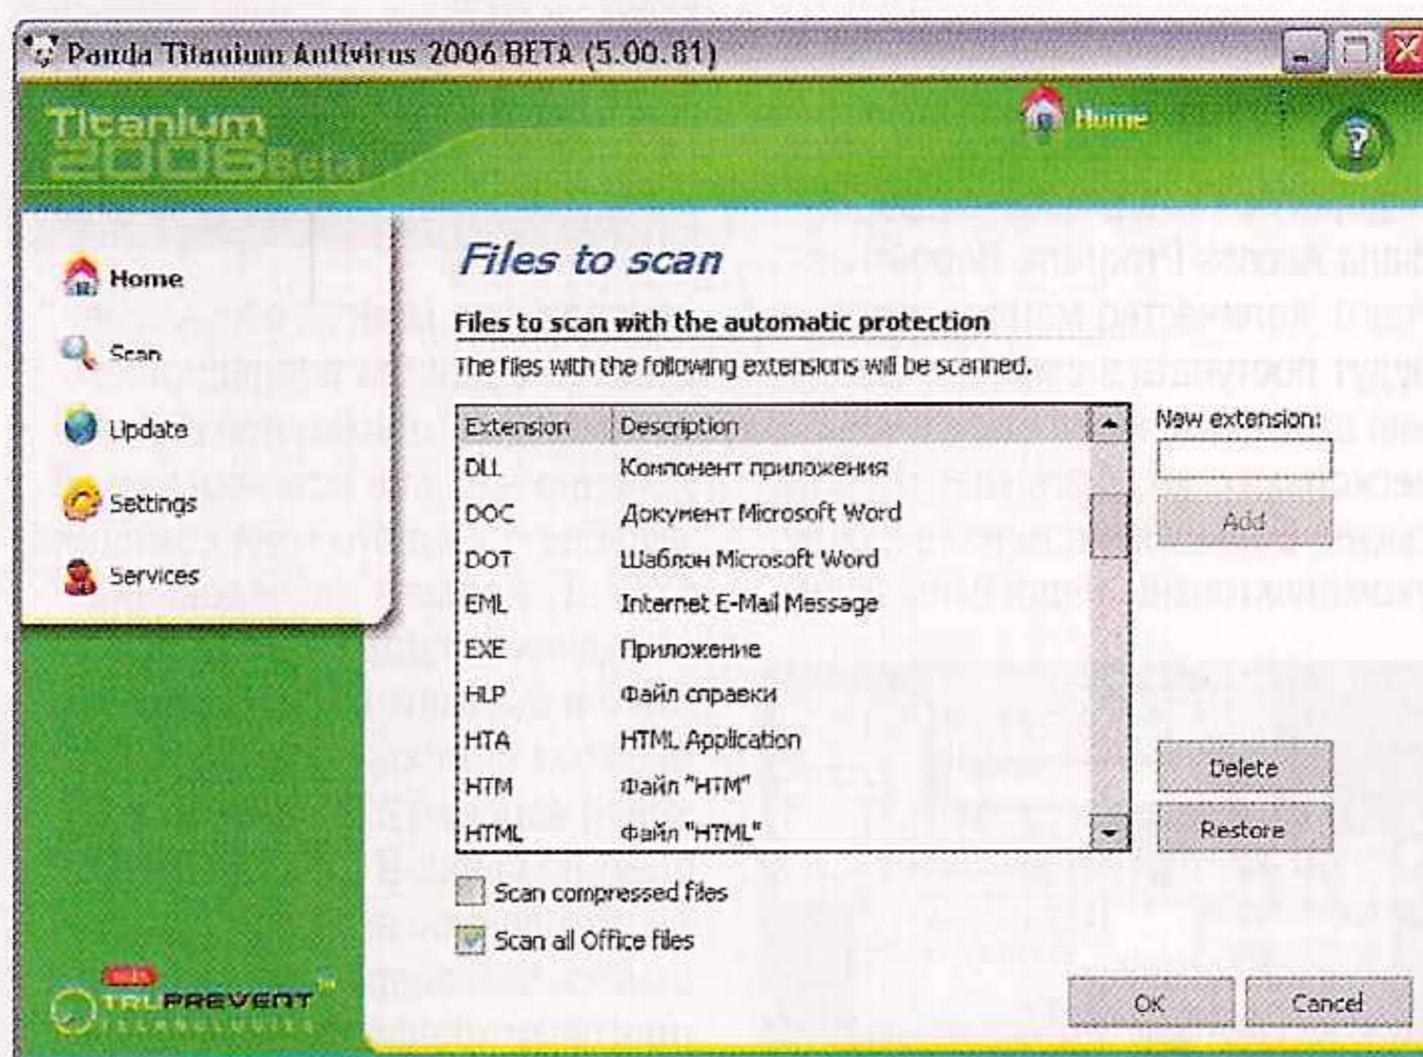 Panda Titanium Antivirus 2006 BETA (5.00.81)
Titanium
2006 Beta
Home
Home
Scan
Update
Settings
Services
Files to scan
Files to scan with the automatic protection
The files with the following extensions will be scanned.
Extension Description
DLL Компонент приложения
DOC Документ Microsoft Word
DOT Шаблон Microsoft Word
EML Internet E-Mail Message
EXE Приложение
HLP Файл справки
HTA HTML Application
HTM Файл "HTM"
HTML Файл "HTML"
New extension:
Add
Delete
Restore
Scan compressed files
Scan all Office files
TRUPREVENT
TECHNOLOGIES
OK Cancel